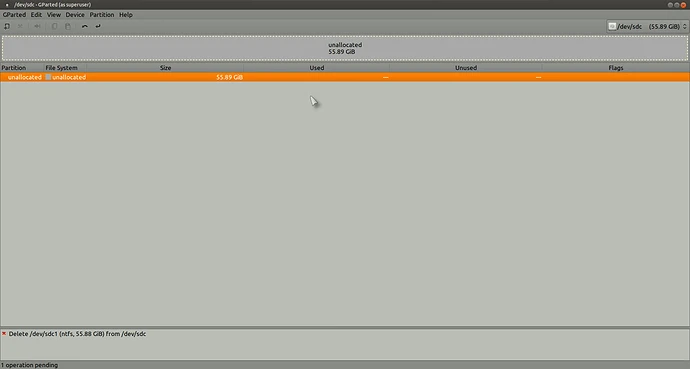 /dev/sdc - GParted (as superuser)
GParted Edit View Device Partition Help
/dev/sdc (55.89 GiB)
unallocated
55.89 GiB
Partition File System Size Used Unused Flags
unallocated unallocated 55.89 GiB — —
Delete /dev/sdc1 (ntfs, 55.88 GiB) from /dev/sdc
1 operation pending